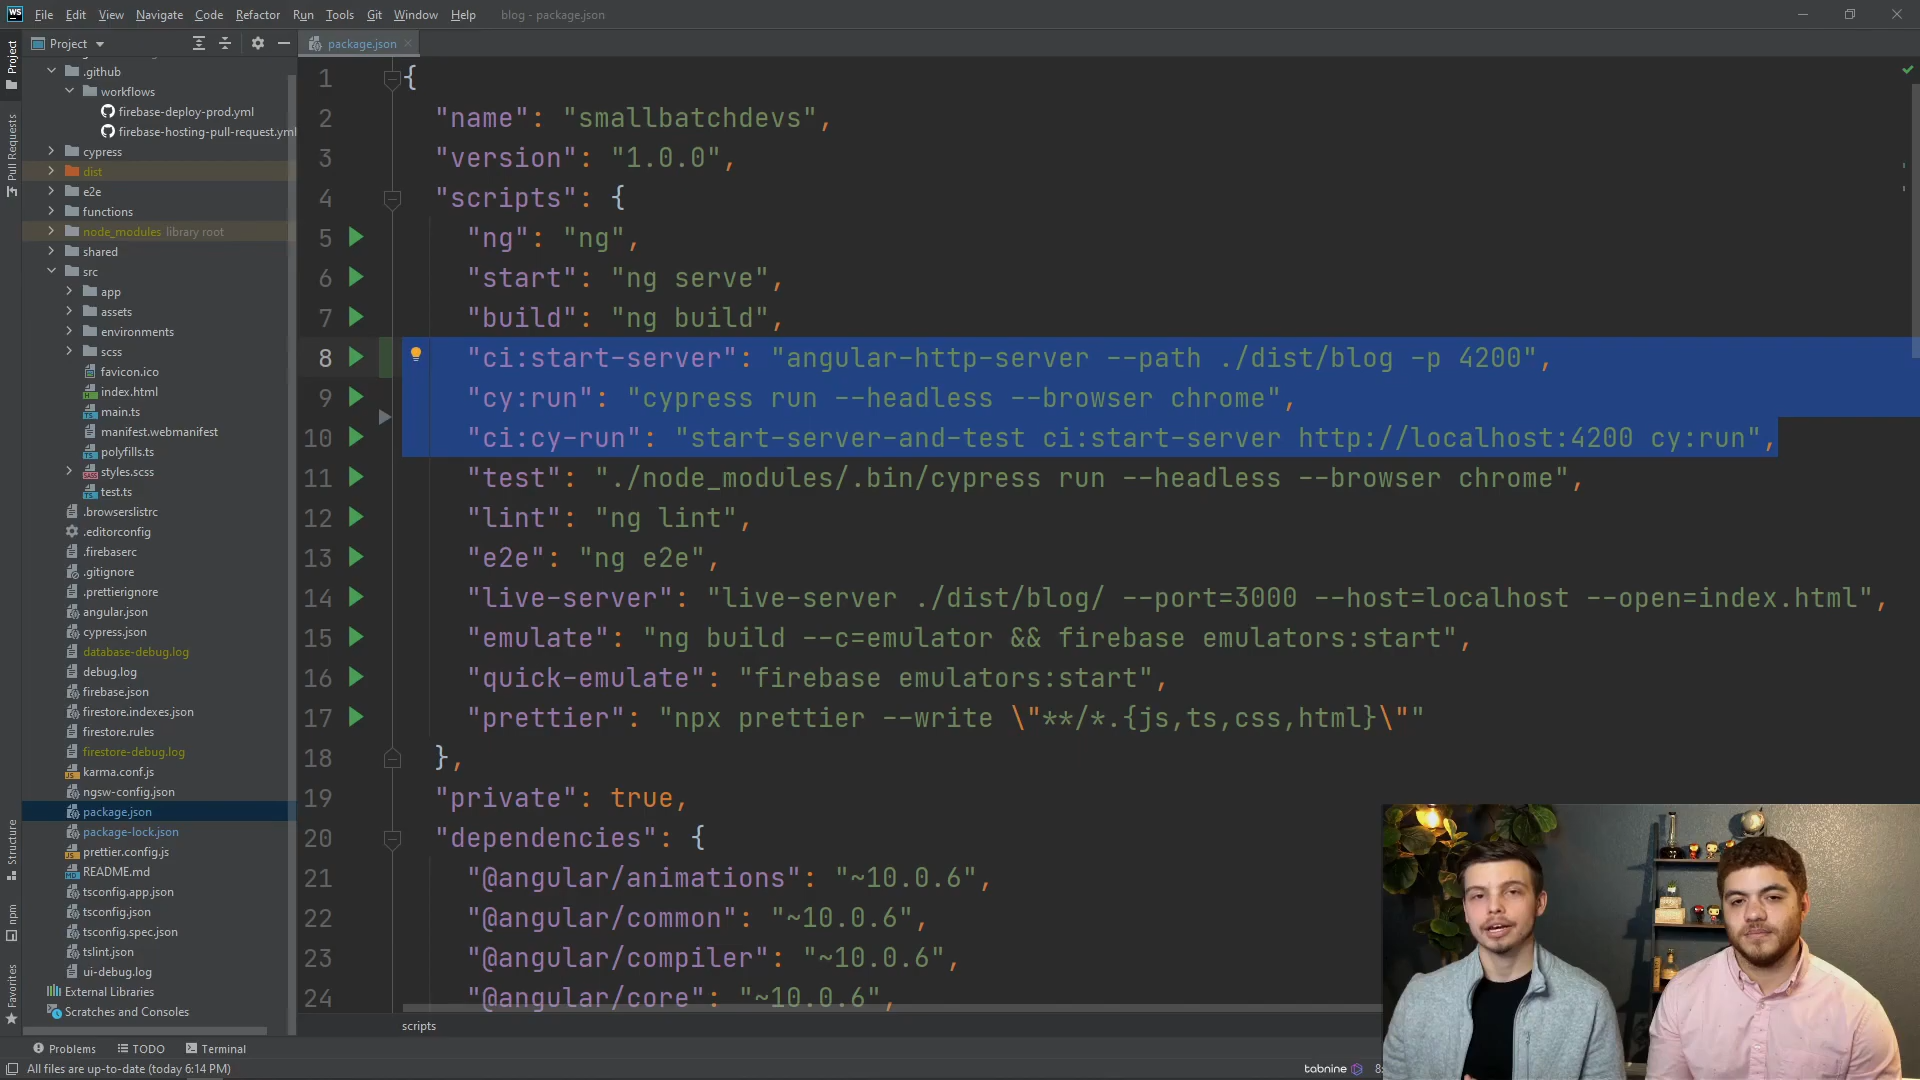 WS File Edit View Navigate Code Refactor Run Tools Git Window Help blog - package.json
Project
package.json
Project
Pull Requests
Structure
npm
Favorites
.github
workflows
firebase-deploy-prod.yml
firebase-hosting-pull-request.yml
cypress
dist
e2e
functions
node_modules library root
shared
src
app
assets
environments
scss
favicon.ico
index.html
main.ts
manifest.webmanifest
polyfills.ts
styles.scss
test.ts
.browserslistrc
.editorconfig
.firebaserc
.gitignore
.prettierignore
angular.json
cypress.json
database-debug.log
debug.log
firebase.json
firestore.indexes.json
firestore.rules
firestore-debug.log
karma.conf.js
ngsw-config.json
package.json
package-lock.json
prettier.config.js
README.md
tsconfig.app.json
tsconfig.json
tsconfig.spec.json
tslint.json
ui-debug.log
External Libraries
Scratches and Consoles
1 {
2 "name": "smallbatchdevs",
3 "version": "1.0.0",
4 "scripts": {
5 "ng": "ng",
6 "start": "ng serve",
7 "build": "ng build",
8 "ci:start-server": "angular-http-server --path ./dist/blog -p 4200",
9 "cy:run": "cypress run --headless --browser chrome",
10 "ci:cy-run": "start-server-and-test ci:start-server http://localhost:4200 cy:run",
11 "test": "./node_modules/.bin/cypress run --headless --browser chrome",
12 "lint": "ng lint",
13 "e2e": "ng e2e",
14 "live-server": "live-server ./dist/blog/ --port=3000 --host=localhost --open=index.html",
15 "emulate": "ng build --c=emulator && firebase emulators:start",
16 "quick-emulate": "firebase emulators:start",
17 "prettier": "npx prettier --write \"**/*.{js,ts,css,html}\""
18 },
19 "private": true,
20 "dependencies": {
21 "@angular/animations": "~10.0.6",
22 "@angular/common": "~10.0.6",
23 "@angular/compiler": "~10.0.6",
24 "@angular/core": "~10.0.6",
scripts
Problems TODO Terminal
All files are up-to-date (today 6:14 PM)
tabnine